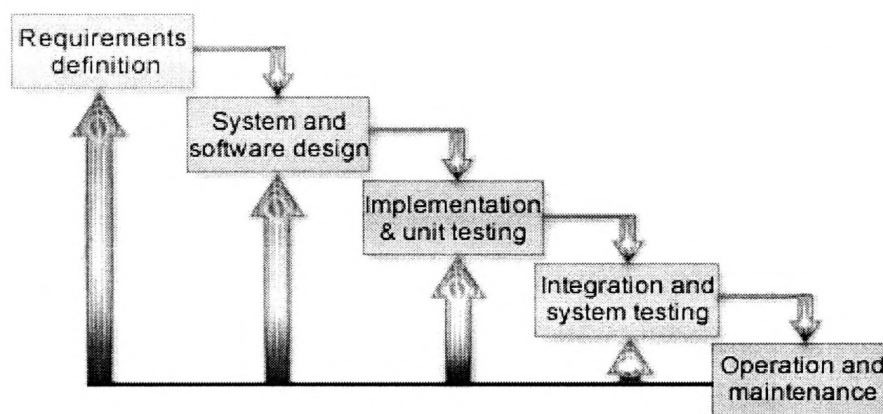 Requirements
definition
System and
software design
Implementation
& unit testing
Integration and
system testing
Operation and
maintenance